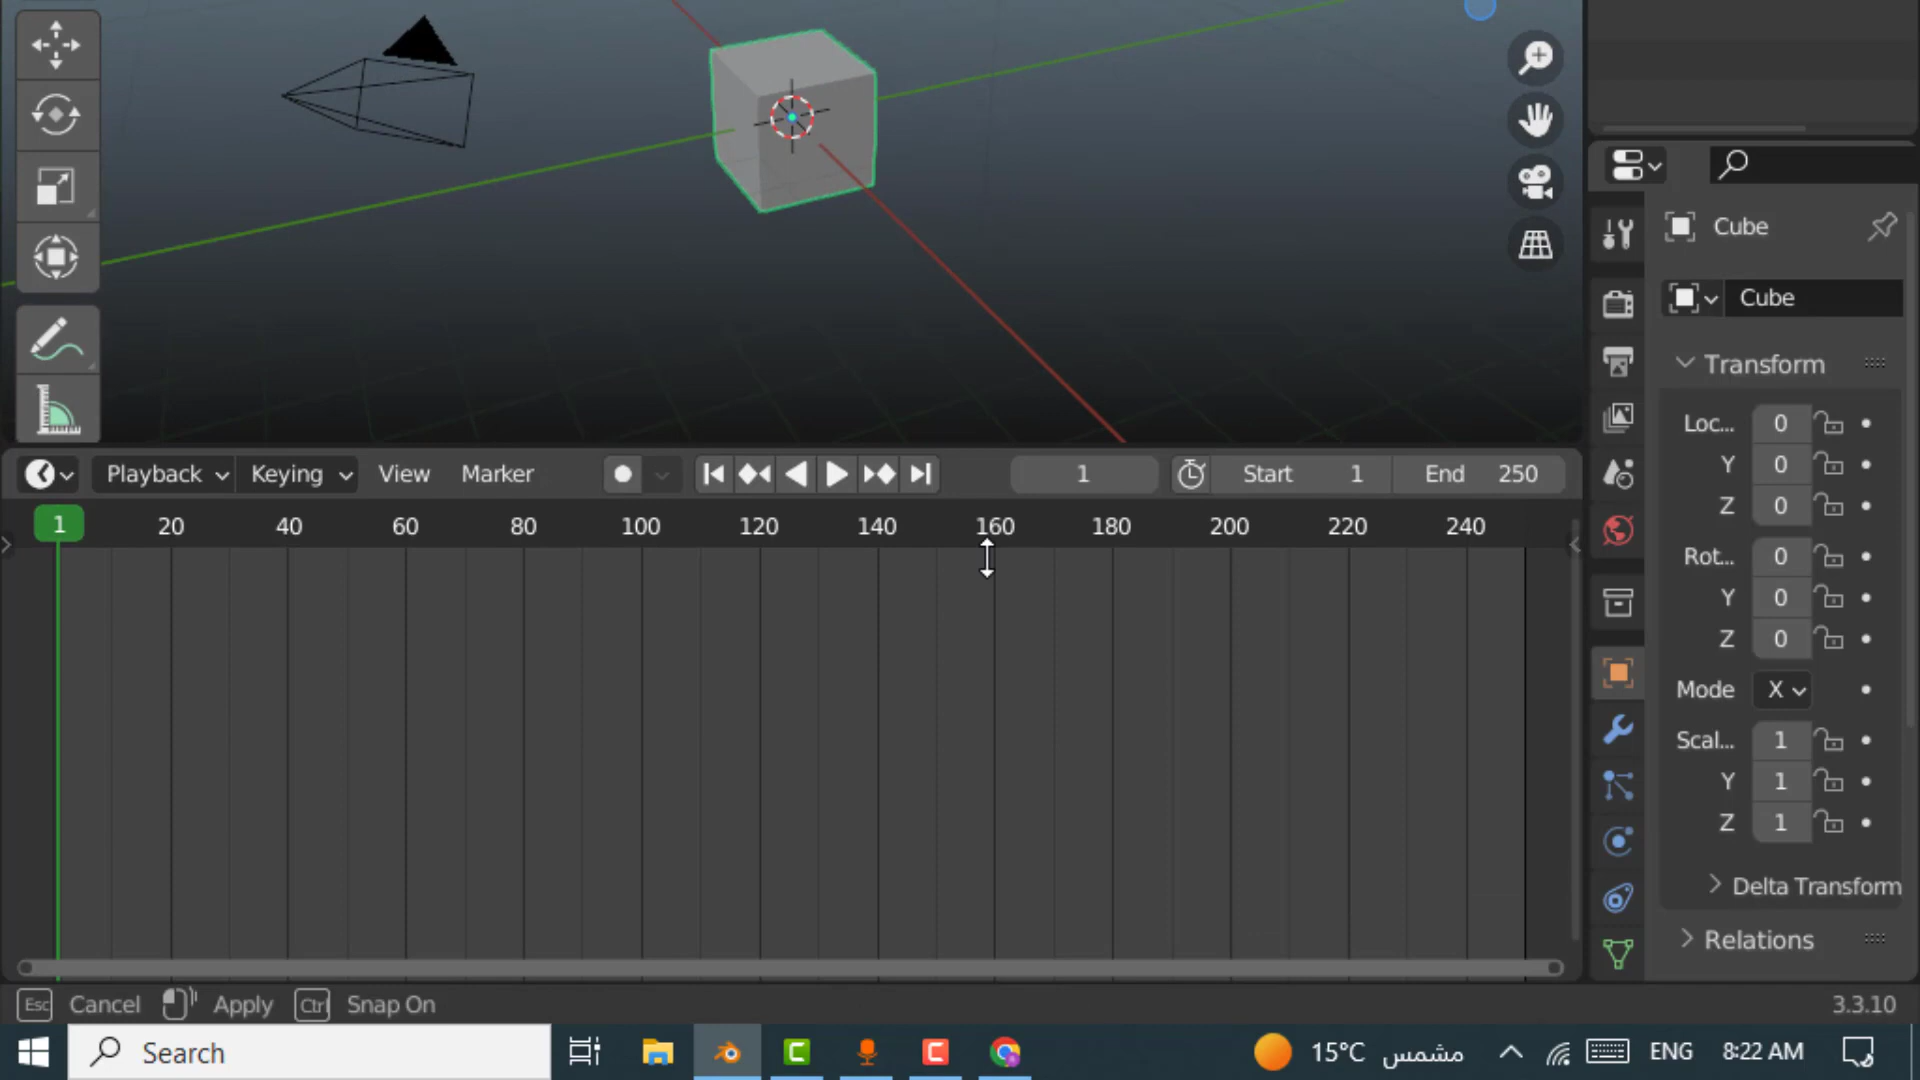 Cube
Cube
Transform
Loc... 0
Y 0
Z 0
Rot... 0
Y 0
Z 0
Mode X
Scal... 1
Y 1
Z 1
Delta Transform
Relations
Playback Keying View Marker 1 Start 1 End 250
1 20 40 60 80 100 120 140 160 180 200 220 240
Esc Cancel Apply Ctrl Snap On 3.3.10
Search 15°C مشمس ENG 8:22 AM